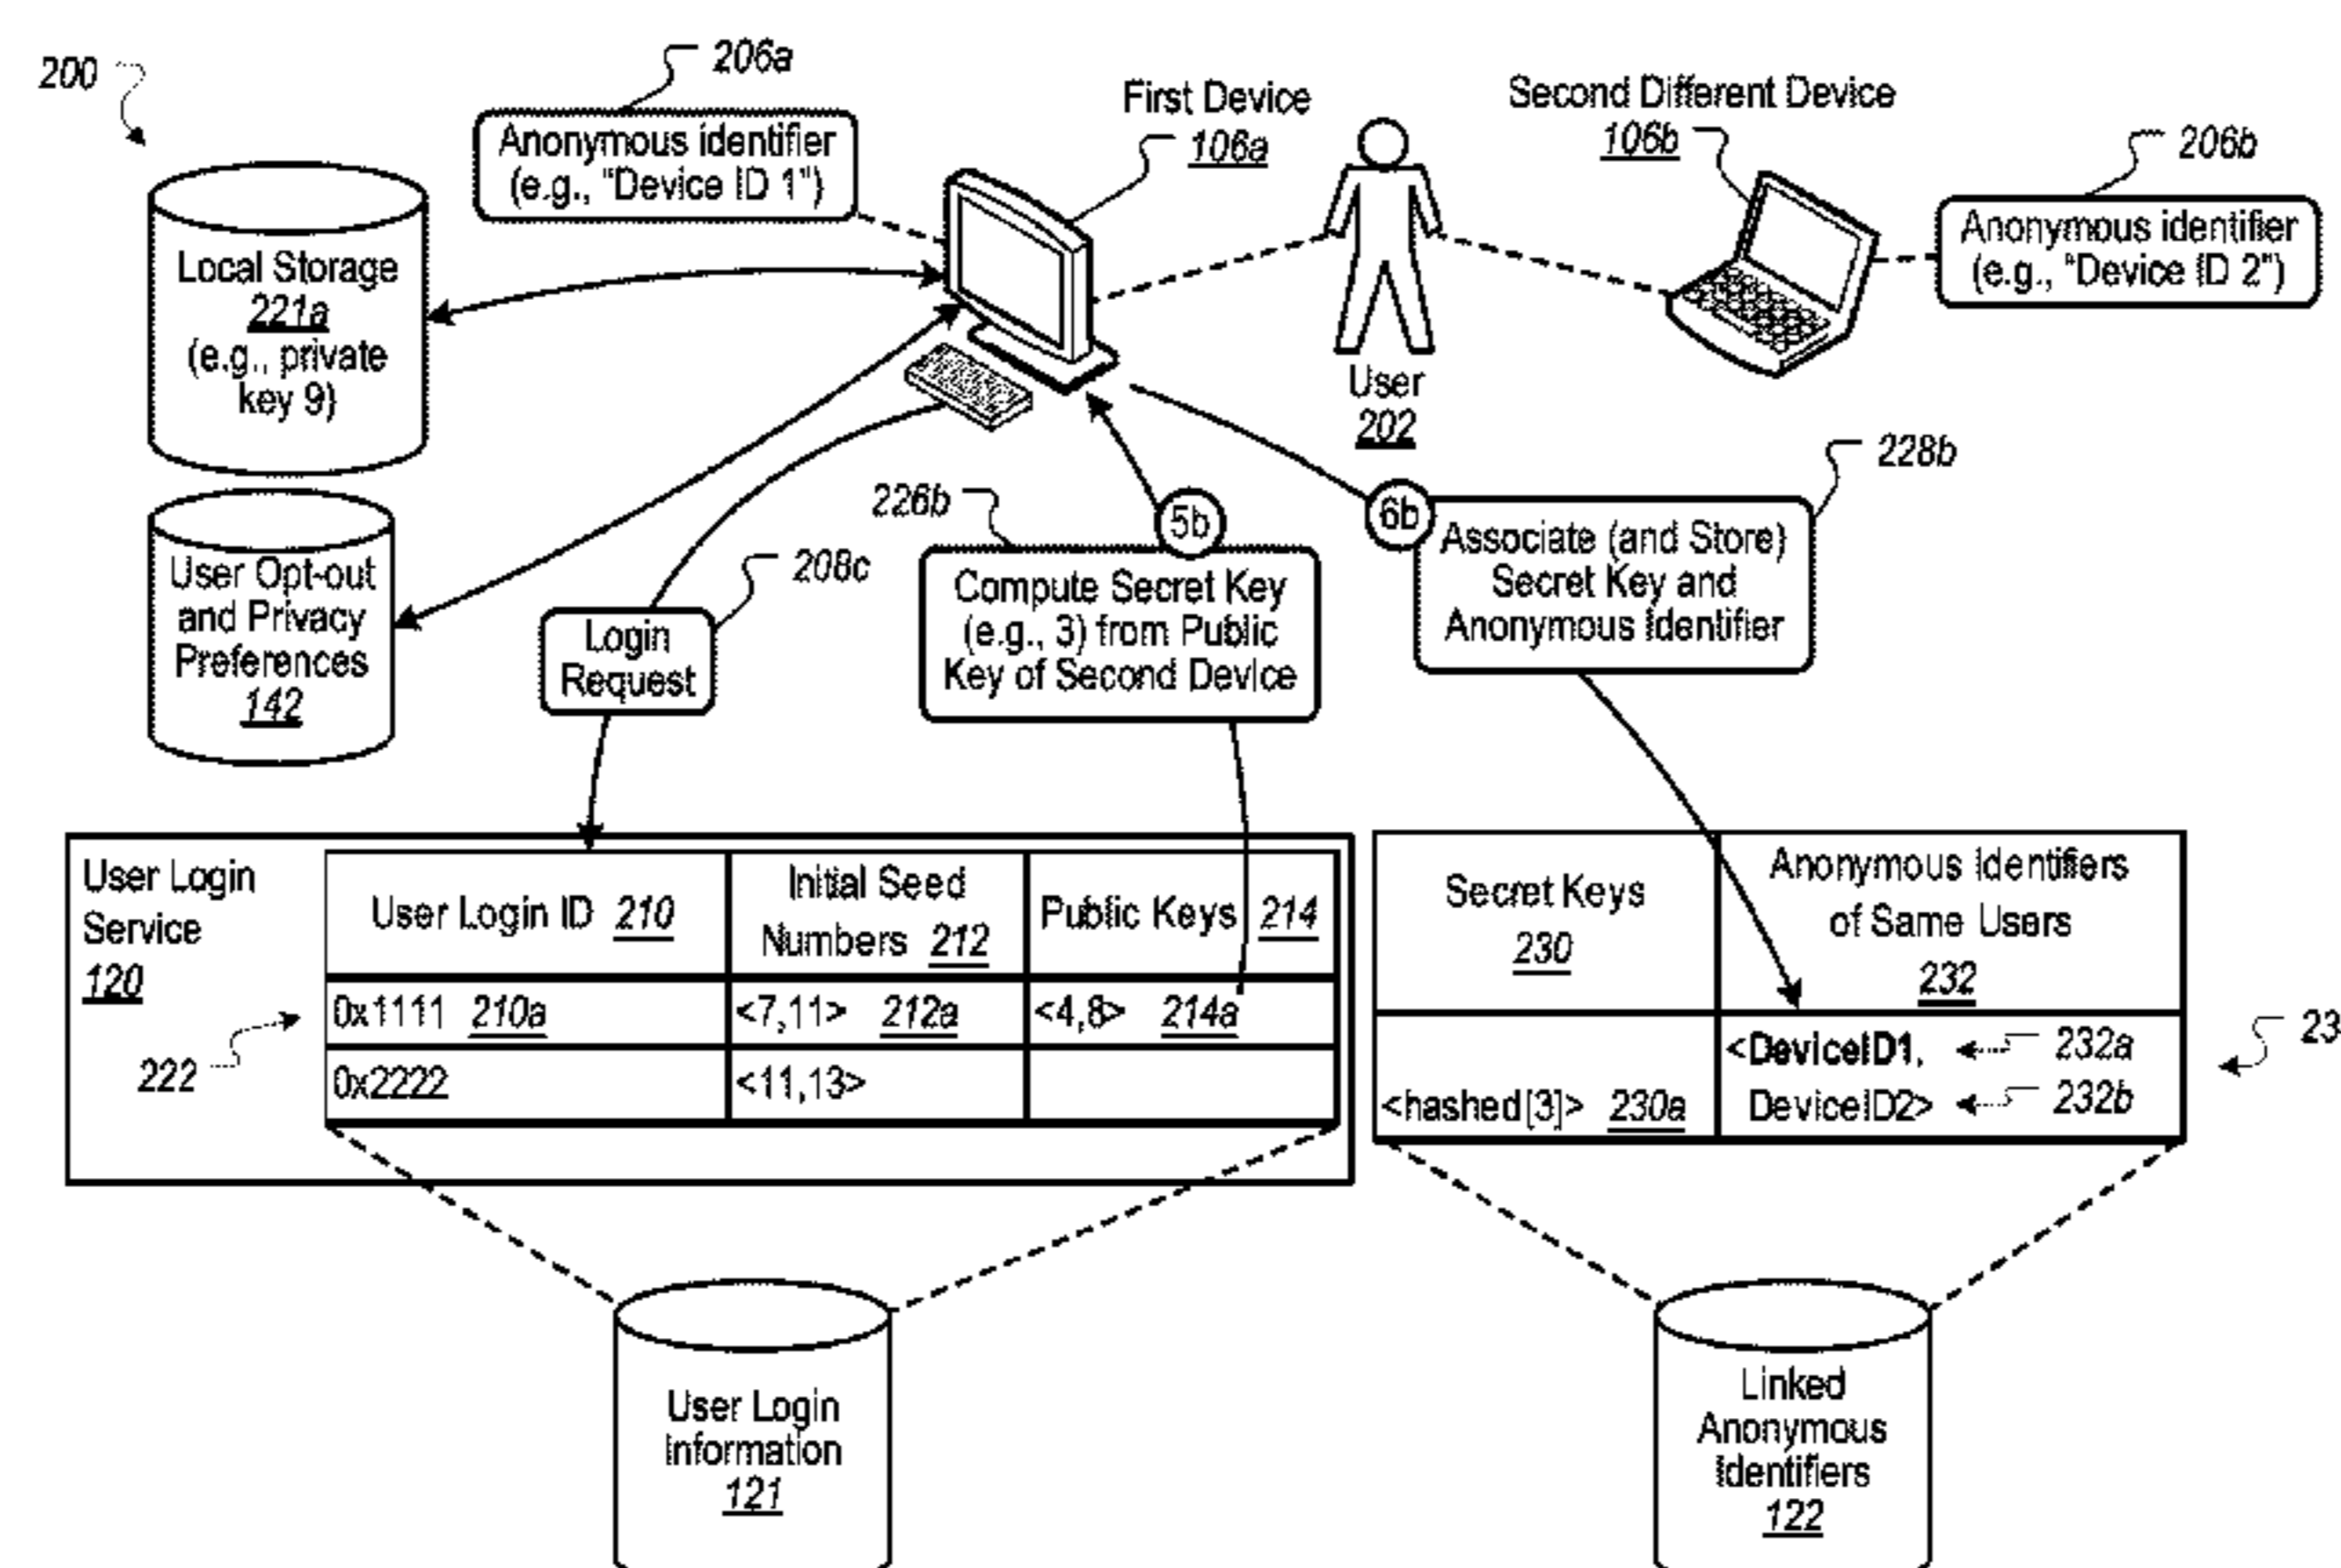 200
206a
Anonymous identifier
(e.g., "Device ID 1")
First Device
106a
Second Different Device
106b
206b
Anonymous identifier
(e.g., "Device ID 2")
Local Storage
221a
(e.g., private
key 9)
User
202
User Opt-out
and Privacy
Preferences
142
208c
Login
Request
226b
5b
Compute Secret Key
(e.g., 3) from Public
Key of Second Device
6b
228b
Associate (and Store)
Secret Key and
Anonymous Identifier
User Login
Service
120
User Login ID 210
Initial Seed
Numbers 212
Public Keys 214
222
0x1111 210a
<7,11> 212a
<4,8> 214a
0x2222
<11,13>
Secret Keys
230
Anonymous Identifiers
of Same Users
232
<hashed[3]> 230a
<DeviceID1, 232a
DeviceID2> 232b
23
User Login
Information
121
Linked
Anonymous
Identifiers
122